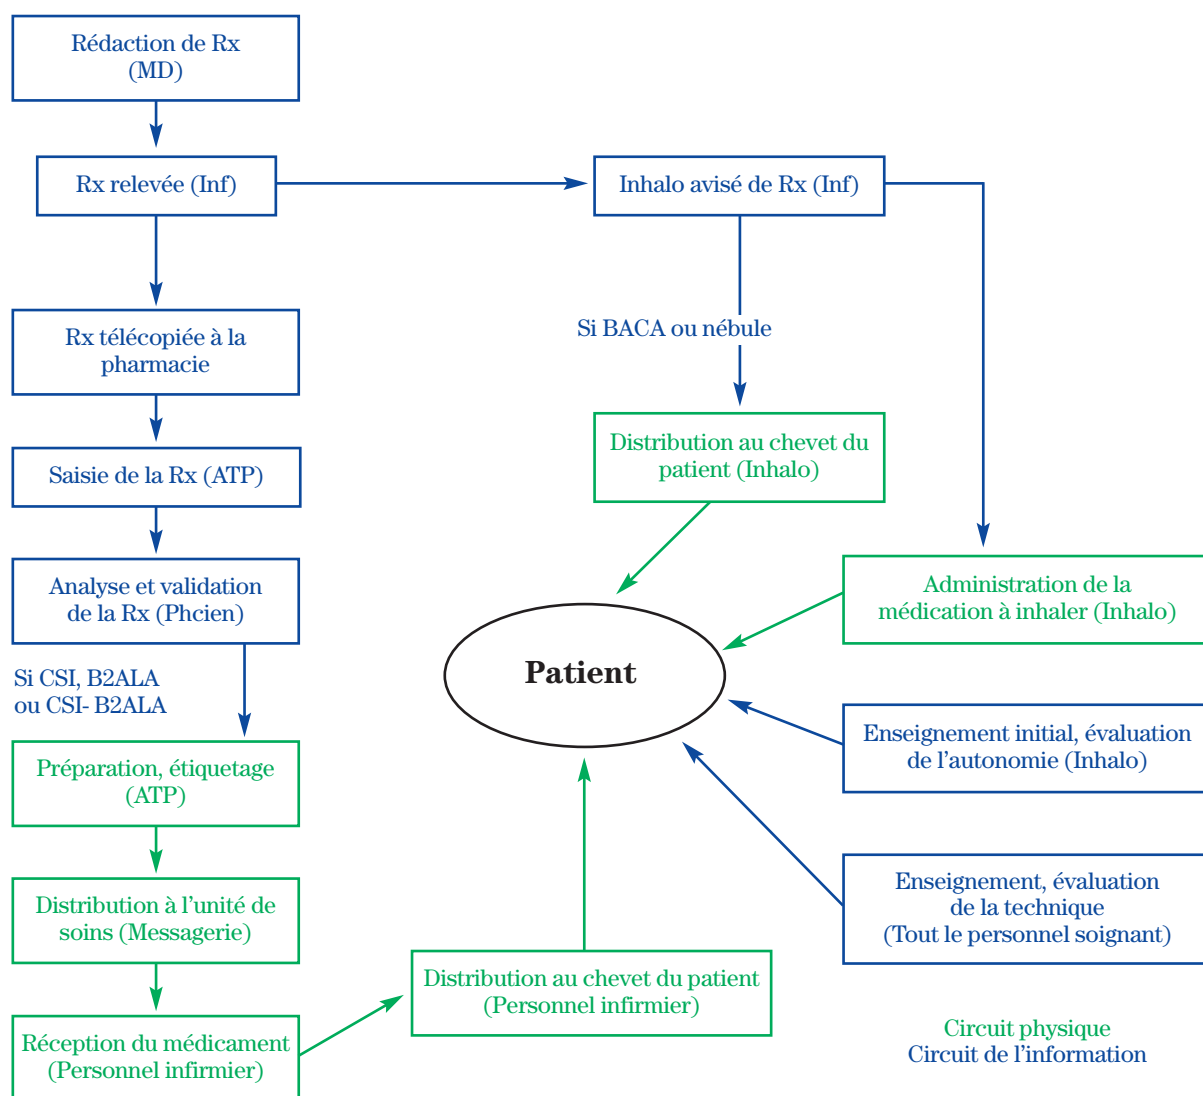 Rédaction de Rx
(MD)
Rx relevée (Inf)
Inhalo avisé de Rx (Inf)
Rx télécopiée à la
pharmacie
Si BACA ou nébule
Saisie de la Rx (ATP)
Distribution au chevet du
patient (Inhalo)
Analyse et validation
de la Rx (Phcien)
Administration de la
médication à inhaler (Inhalo)
Si CSI, B2ALA
ou CSI- B2ALA
Patient
Enseignement initial, évaluation
de l'autonomie (Inhalo)
Préparation, étiquetage
(ATP)
Enseignement, évaluation
de la technique
(Tout le personnel soignant)
Distribution à l'unité de
soins (Messagerie)
Distribution au chevet du patient
(Personnel infirmier)
Réception du médicament
(Personnel infirmier)
Circuit physique
Circuit de l'information